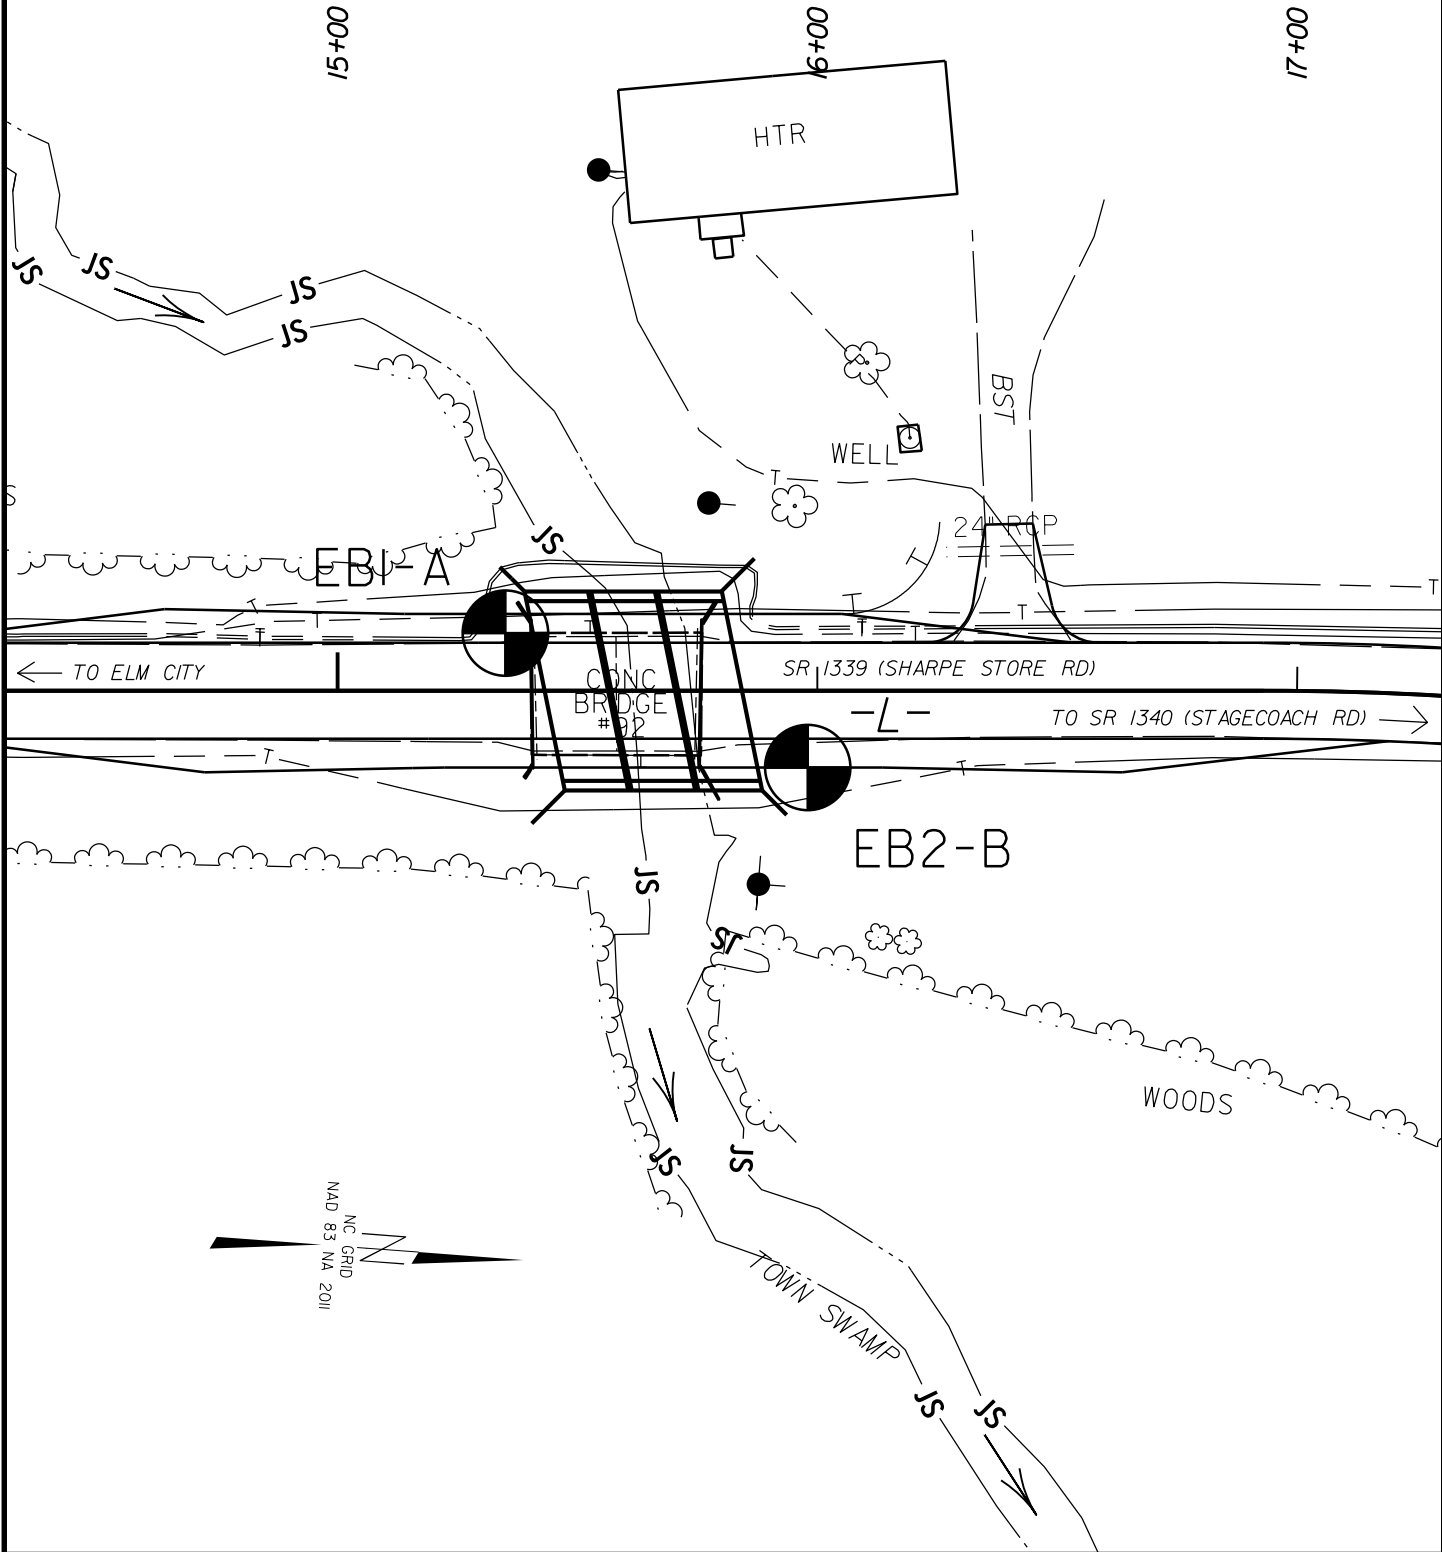 15+00
16+00
17+00
HTR
JS
JS
JS
JS
BST
WELL
T
24" RCP
JS
EB1-A
T
T
T
T
T
T
T
T
T
TO ELM CITY
SR 1339 (SHARPE STORE RD)
CONC
BRIDGE
#92
-L-
TO SR 1340 (STAGECOACH RD)
T
T
EB2-B
JS
JS
WOODS
JS
JS
NC GRID
NAD 83 NA 2011
TOWN SWAMP
JS
JS